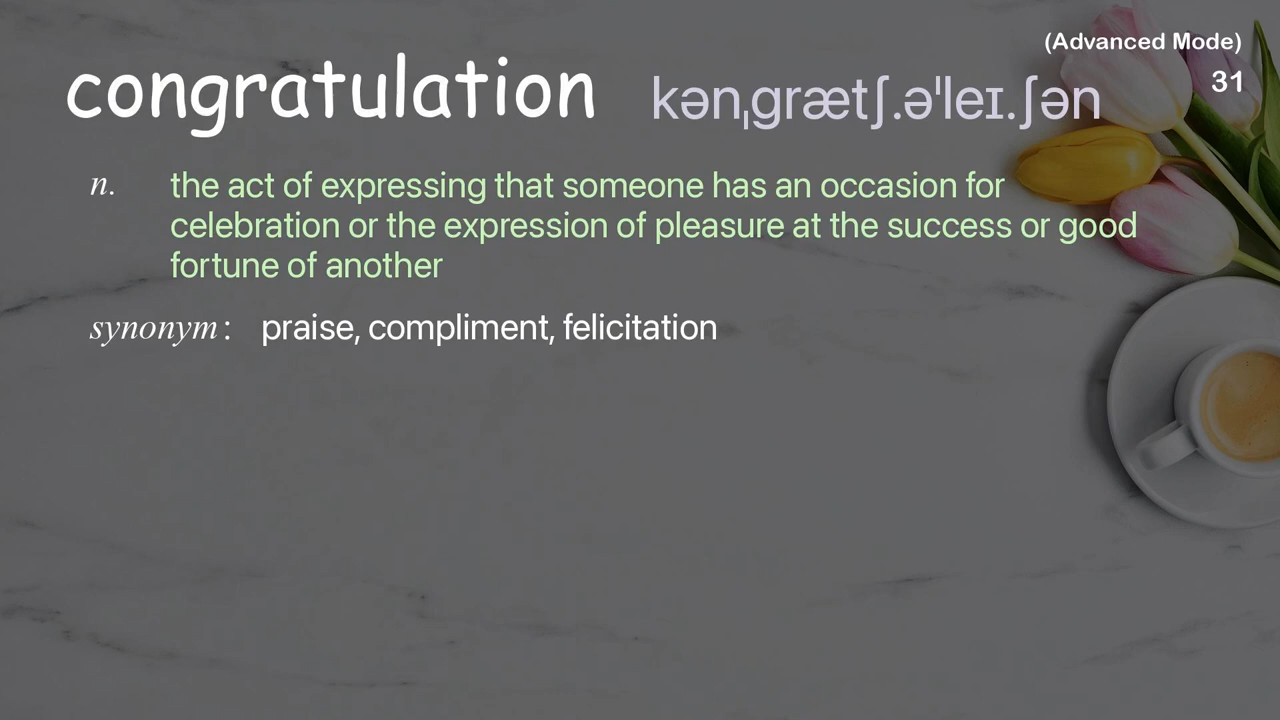 (Advanced Mode)
congratulation kənˌɡrætʃ.əˈleɪ.ʃən 31
n. the act of expressing that someone has an occasion for
celebration or the expression of pleasure at the success or good
fortune of another
synonym: praise, compliment, felicitation